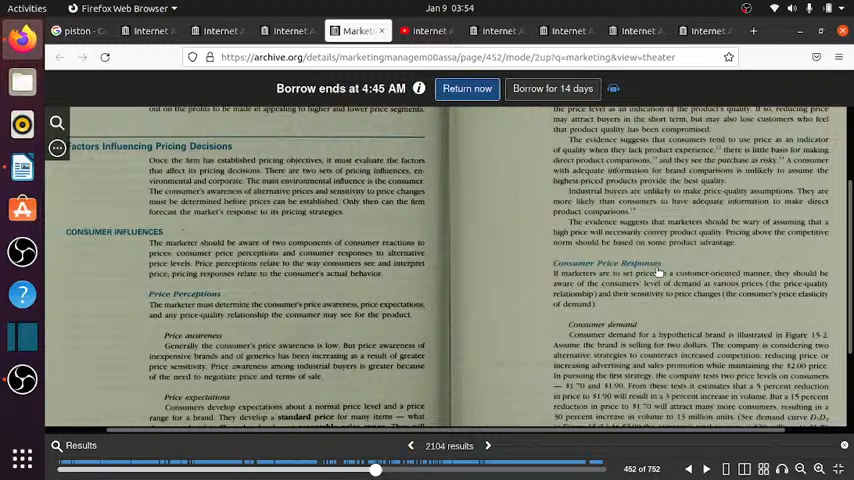 Activities
Firefox Web Browser
Jan 9 03:54
piston - G
Internet A
Internet A
Internet A
Market
Internet A
Internet A
Internet A
Internet A
Internet A
https://archive.org/details/marketingmanagem00assa/page/452/mode/2up?q=marketing&view=theater
Borrow ends at 4:45 AM
Return now
Borrow for 14 days
out on the profits to be made in appealing to higher and lower price segments.
Factors Influencing Pricing Decisions
Once the firm has established pricing objectives, it must evaluate the factors
that affect its pricing decisions. There are two sets of pricing influences, en-
vironmental and corporate. The main environmental influence is the consumer.
The consumer's awareness of alternative prices and sensitivity to price changes
must be determined before prices can be established. Only then can the firm
forecast the market's response to its pricing strategies.
CONSUMER INFLUENCES
The marketer should be aware of two components of consumer reactions to
prices: consumer price perceptions and consumer responses to alternative
price levels. Price perceptions relate to the way consumers see and interpret
price; pricing responses relate to the consumer's actual behavior.
Price Perceptions
The marketer must determine the consumer's price awareness, price expectations,
and any price-quality relationship the consumer may see for the product.
Price awareness
Generally the consumer's price awareness is low. But price awareness of
inexpensive brands and of generics has been increasing as a result of greater
price sensitivity. Price awareness among industrial buyers is greater because
of the need to negotiate price and terms of sale.
Price expectations
Consumers develop expectations about a normal price level and a price
range for a brand. They develop a standard price for many items — what
the price level as an indication of the product's quality. If so, reducing price
may attract buyers in the short term, but may also lose customers who feel
that product quality has been compromised.
The evidence suggests that consumers tend to use price as an indicator
of quality when they lack product experience, there is little basis for making
direct product comparisons, and they see the purchase as risky. A consumer
with adequate information for brand comparisons is unlikely to assume the
highest-priced products provide the best quality.
Industrial buyers are unlikely to make price-quality assumptions. They are
more likely than consumers to have adequate information to make direct
product comparisons.
The evidence suggests that marketers should be wary of assuming that a
high price will necessarily convey product quality. Pricing above the competitive
norm should be based on some product advantage.
Consumer Price Responses
If marketers are to set price a customer-oriented manner, they should be
aware of the consumers' level of demand at various prices (the price-quality
relationship) and their sensitivity to price changes (the consumer's price elasticity
of demand).
Consumer demand
Consumer demand for a hypothetical brand is illustrated in Figure 15-2.
Assume the brand is selling for two dollars. The company is considering two
alternative strategies to counteract increased competition: reducing price or
increasing advertising and sales promotion while maintaining the $2.00 price.
In pursuing the first strategy, the company tests two price levels on consumers
— $1.70 and $1.90. From these tests it estimates that a 5 percent reduction
in price to $1.90 will result in a 3 percent increase in volume. But a 15 percent
reduction in price to $1.70 will attract many more consumers, resulting in a
30 percent increase in volume to 13 million units. (See demand curve D₁D₁
Results
2104 results
452 of 752